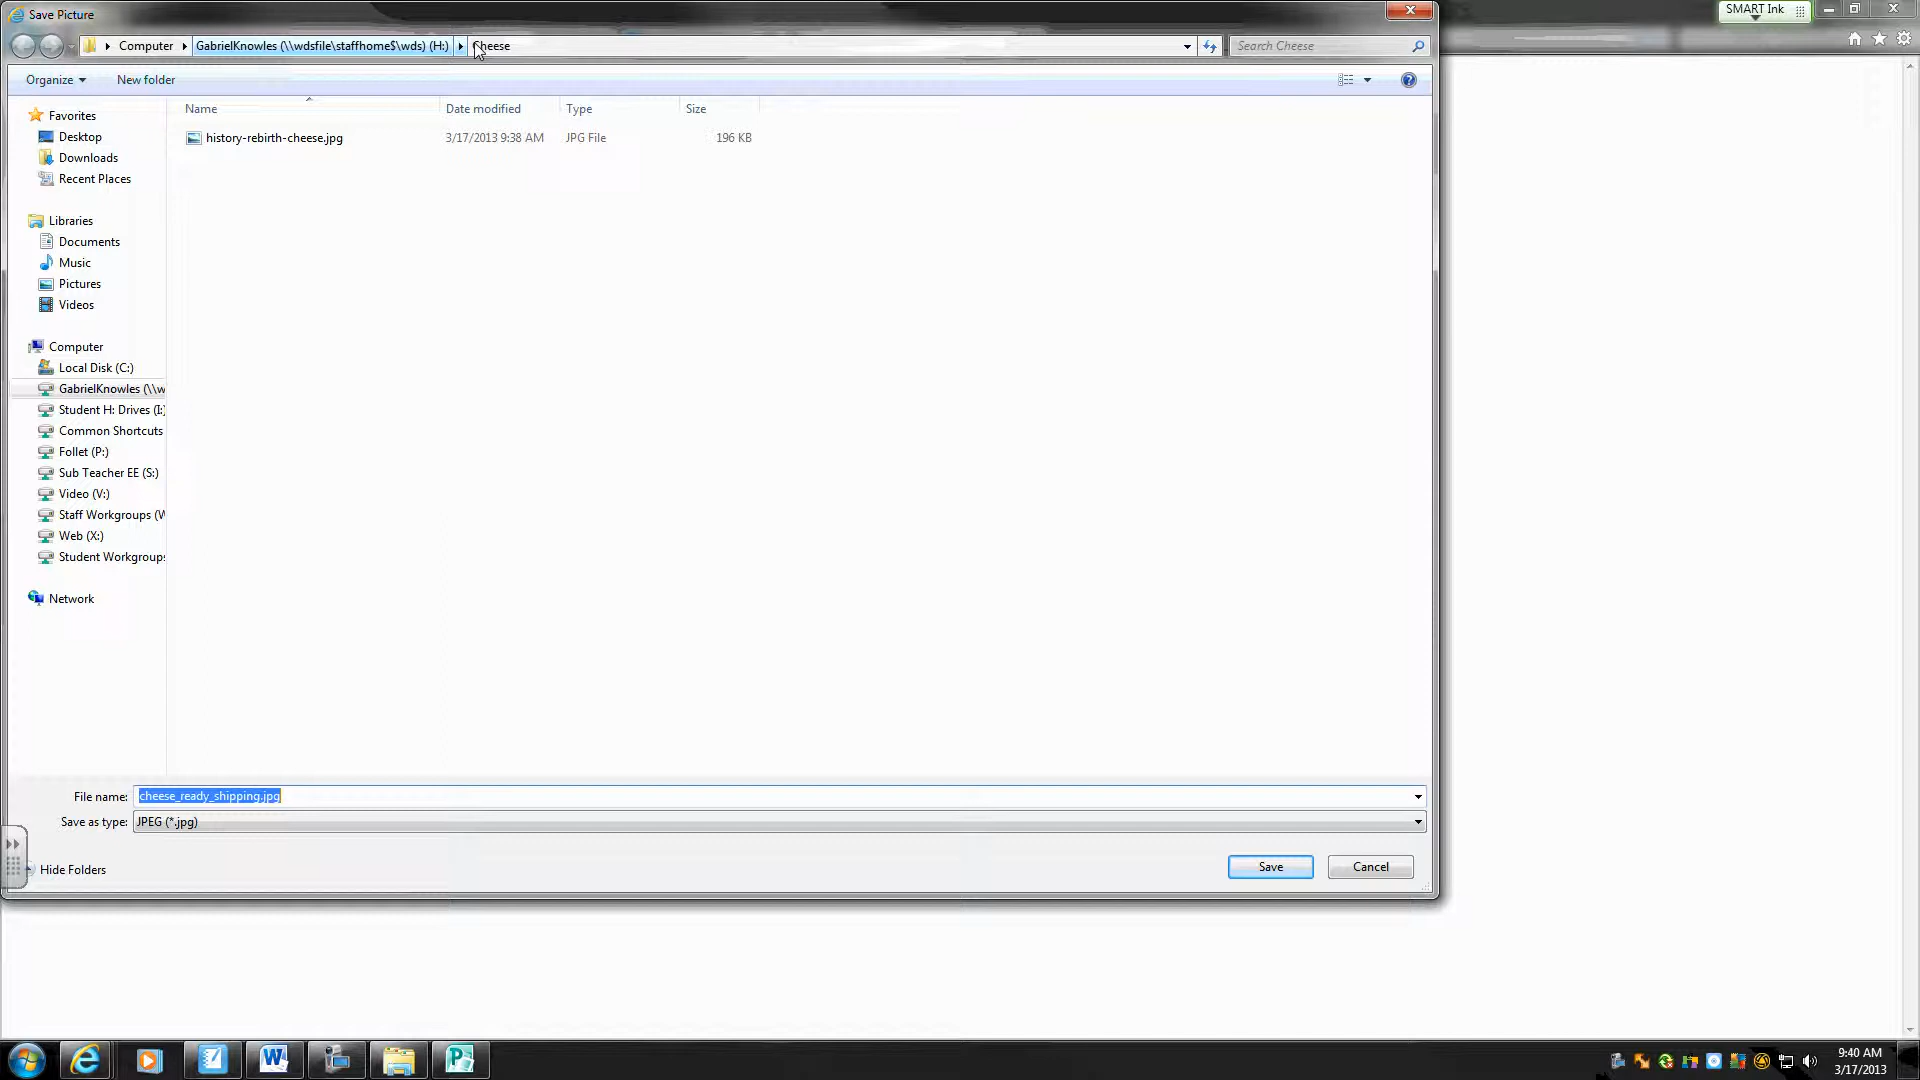 Save Picture
SMART Ink
Computer GabrielKnowles (\\wdsfile\staffhome$\wds) (H:) Cheese
Search Cheese
Organize New folder
Name Date modified Type Size
history-rebirth-cheese.jpg 3/17/2013 9:38 AM JPG File 196 KB
Favorites
Desktop
Downloads
Recent Places
Libraries
Documents
Music
Pictures
Videos
Computer
Local Disk (C:)
GabrielKnowles (\\w
Student H: Drives (I:)
Common Shortcuts
Follet (P:)
Sub Teacher EE (S:)
Video (V:)
Staff Workgroups (W
Web (X:)
Student Workgroups
Network
File name: cheese_ready_shipping.jpg
Save as type: JPEG (*.jpg)
Hide Folders
Save Cancel
9:40 AM
3/17/2013